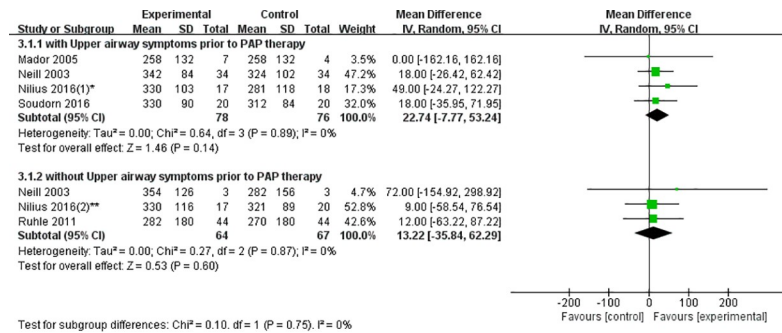 Experimental Control Mean Difference Mean Difference
Study or Subgroup Mean SD Total Mean SD Total Weight IV, Random, 95% CI IV, Random, 95% CI
3.1.1 with Upper airway symptoms prior to PAP therapy
Mador 2005 258 132 7 258 132 4 3.5% 0.00 [-162.16, 162.16]
Neill 2003 342 84 34 324 102 34 47.2% 18.00 [-26.42, 62.42]
Nilius 2016(1)* 330 103 17 281 118 18 17.3% 49.00 [-24.27, 122.27]
Soudorn 2016 330 90 20 312 84 20 32.0% 18.00 [-35.95, 71.95]
Subtotal (95% CI) 78 76 100.0% 22.74 [-7.77, 53.24]
Heterogeneity: Tau² = 0.00; Chi² = 0.64, df = 3 (P = 0.89); I² = 0%
Test for overall effect: Z = 1.46 (P = 0.14)
3.1.2 without Upper airway symptoms prior to PAP therapy
Neill 2003 354 126 3 282 156 3 4.7% 72.00 [-154.92, 298.92]
Nilius 2016(2)** 330 116 17 321 89 20 52.8% 9.00 [-58.54, 76.54]
Ruhle 2011 282 180 44 270 180 44 42.6% 12.00 [-63.22, 87.22]
Subtotal (95% CI) 64 67 100.0% 13.22 [-35.84, 62.29]
Heterogeneity: Tau² = 0.00; Chi² = 0.27, df = 2 (P = 0.87); I² = 0%
Test for overall effect: Z = 0.53 (P = 0.60)
-200 -100 0 100 200
Favours [control] Favours [experimental]
Test for subgroup differences: Chi² = 0.10. df = 1 (P = 0.75). I² = 0%